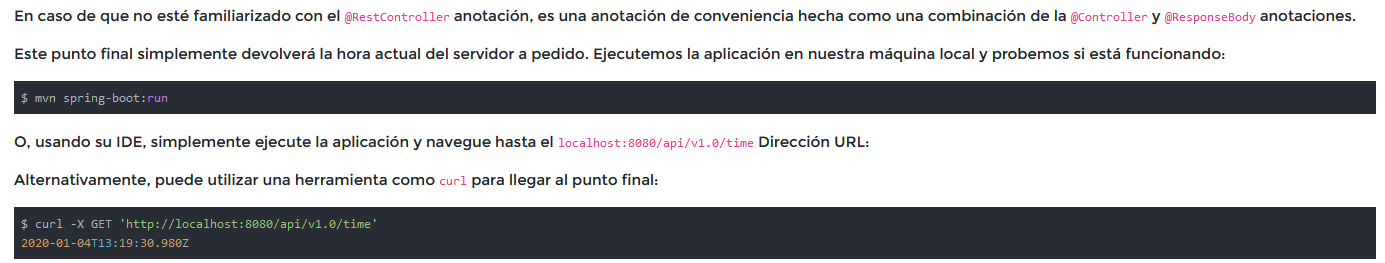 En caso de que no esté familiarizado con el @RestController anotación, es una anotación de conveniencia hecha como una combinación de la @Controller y @ResponseBody anotaciones.
Este punto final simplemente devolverá la hora actual del servidor a pedido. Ejecutemos la aplicación en nuestra máquina local y probemos si está funcionando:
$ mvn spring-boot:run
O, usando su IDE, simplemente ejecute la aplicación y navegue hasta el localhost:8080/api/v1.0/time Dirección URL:
Alternativamente, puede utilizar una herramienta como curl para llegar al punto final:
$ curl -X GET 'http://localhost:8080/api/v1.0/time'
2020-01-04T13:19:30.980Z